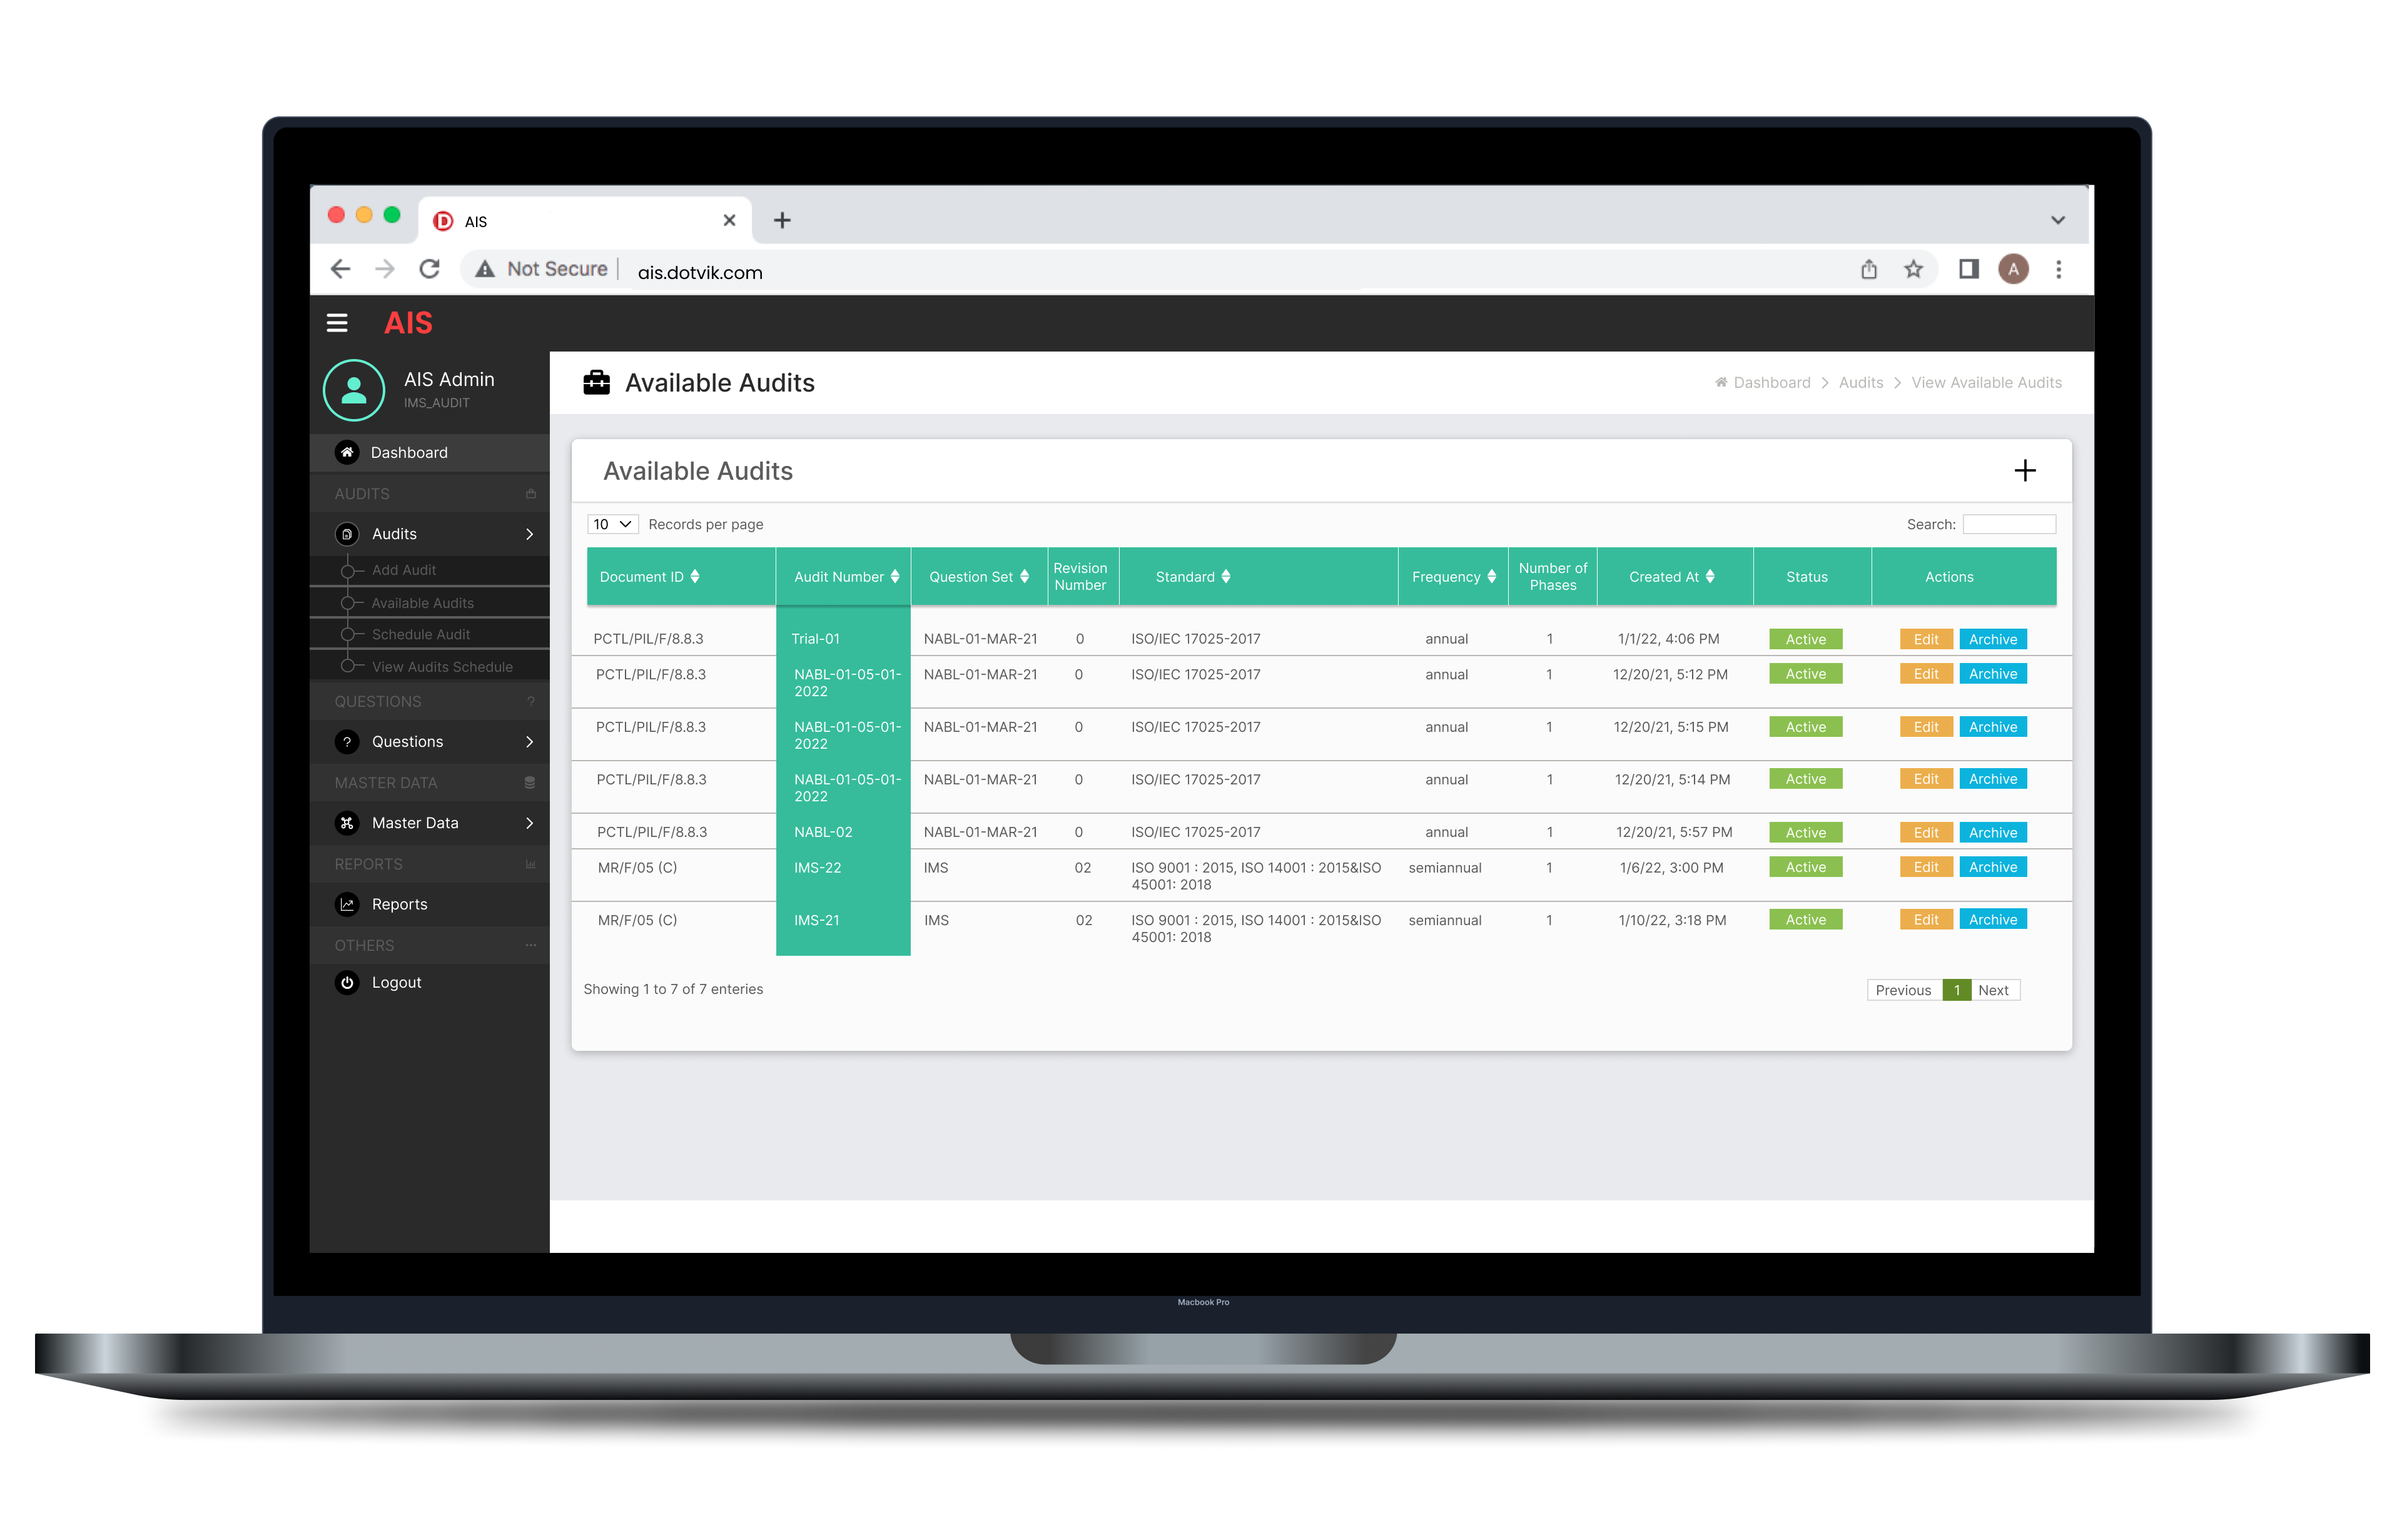 AIS
Not Secure ais.dotvik.com
A
AIS
AIS Admin
IMS_AUDIT
Dashboard
AUDITS
Audits
Add Audit
Available Audits
Schedule Audit
View Audits Schedule
QUESTIONS
?
? Questions
MASTER DATA
Master Data
REPORTS
Reports
OTHERS
Logout
Available Audits
Dashboard > Audits > View Available Audits
Available Audits
10 Records per page
Search:
Document ID Audit Number Question Set Revision Number Standard Frequency Number of Phases Created At Status Actions
PCTL/PIL/F/8.8.3 Trial-01 NABL-01-MAR-21 0 ISO/IEC 17025-2017 annual 1 1/1/22, 4:06 PM Active Edit Archive
PCTL/PIL/F/8.8.3 NABL-01-05-01- NABL-01-MAR-21 0 ISO/IEC 17025-2017 annual 1 12/20/21, 5:12 PM Active Edit Archive
2022
PCTL/PIL/F/8.8.3 NABL-01-05-01- NABL-01-MAR-21 0 ISO/IEC 17025-2017 annual 1 12/20/21, 5:15 PM Active Edit Archive
2022
PCTL/PIL/F/8.8.3 NABL-01-05-01- NABL-01-MAR-21 0 ISO/IEC 17025-2017 annual 1 12/20/21, 5:14 PM Active Edit Archive
2022
PCTL/PIL/F/8.8.3 NABL-02 NABL-01-MAR-21 0 ISO/IEC 17025-2017 annual 1 12/20/21, 5:57 PM Active Edit Archive
MR/F/05 (C) IMS-22 IMS 02 ISO 9001 : 2015, ISO 14001 : 2015&ISO semiannual 1 1/6/22, 3:00 PM Active Edit Archive
45001: 2018
MR/F/05 (C) IMS-21 IMS 02 ISO 9001 : 2015, ISO 14001 : 2015&ISO semiannual 1 1/10/22, 3:18 PM Active Edit Archive
45001: 2018
Showing 1 to 7 of 7 enteries
Previous 1 Next
Macbook Pro